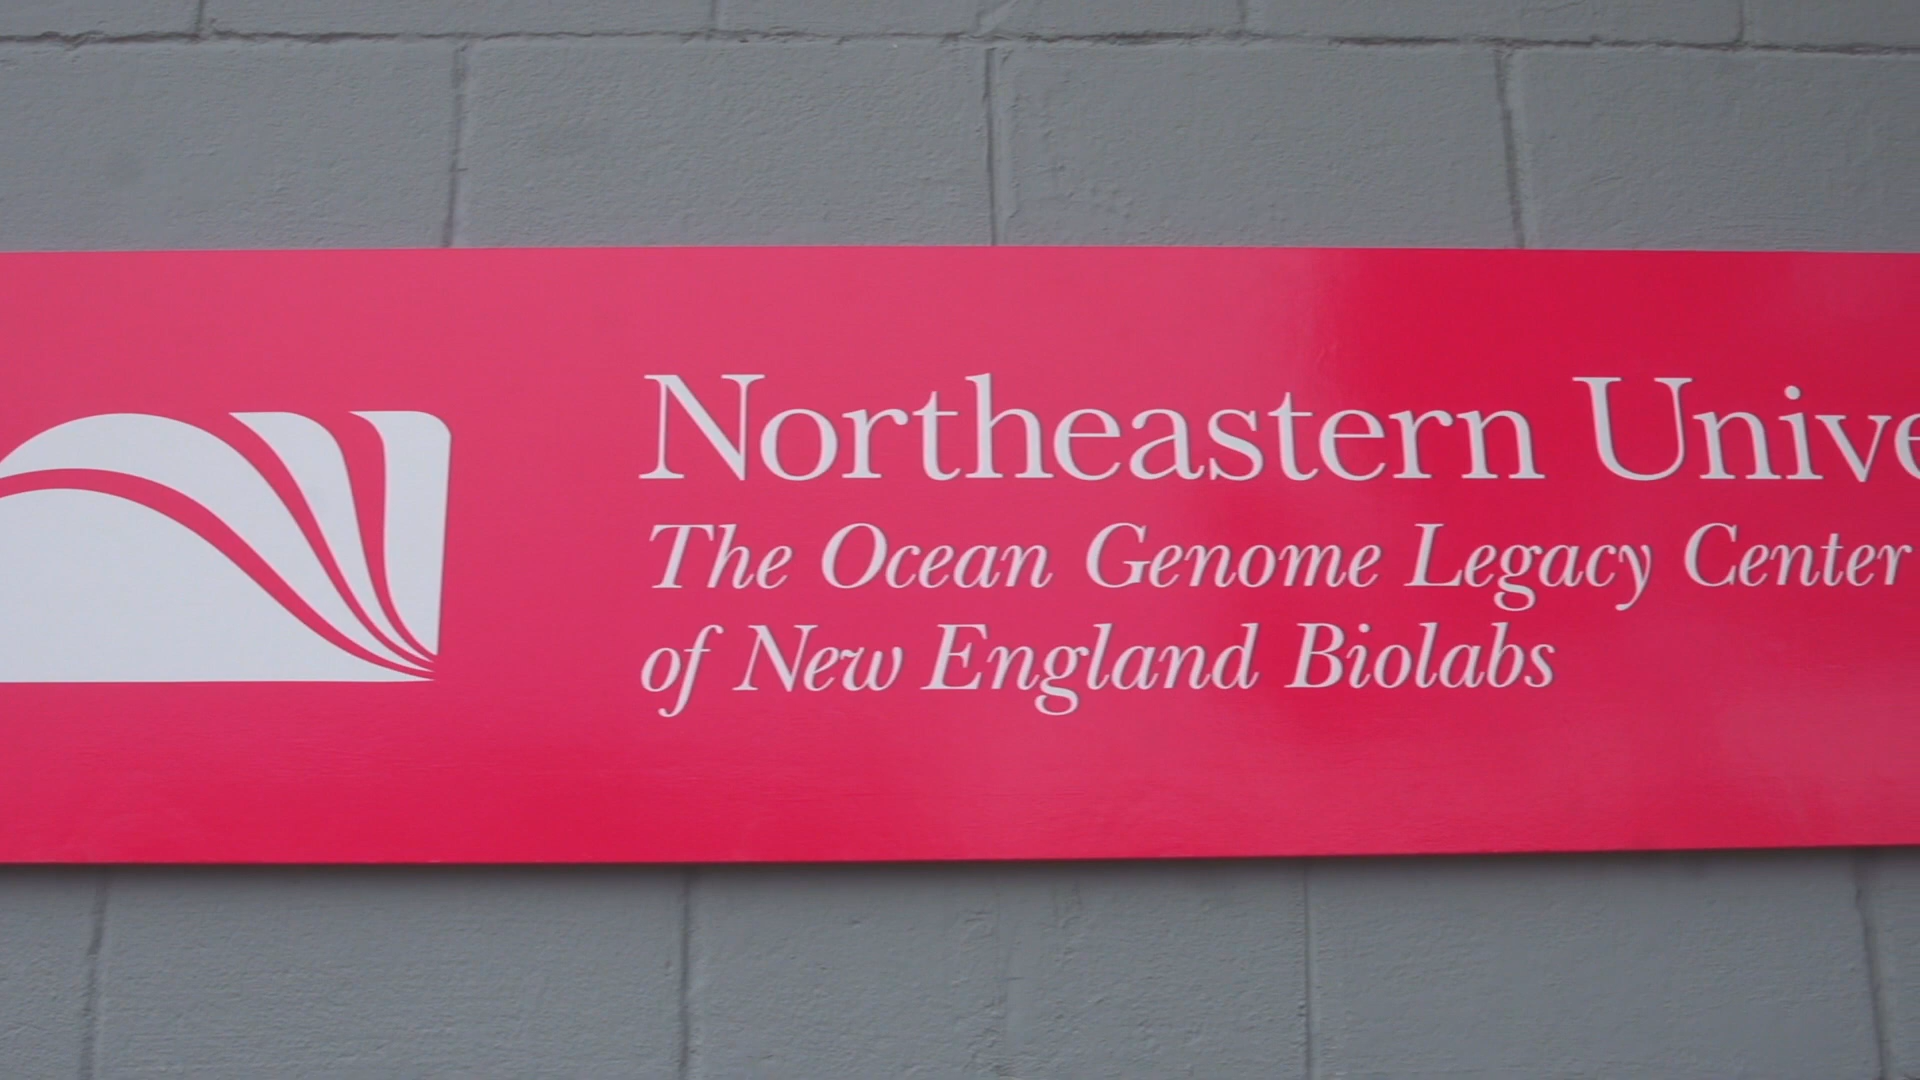 Northeastern Unive
The Ocean Genome Legacy Center
of New England Biolabs